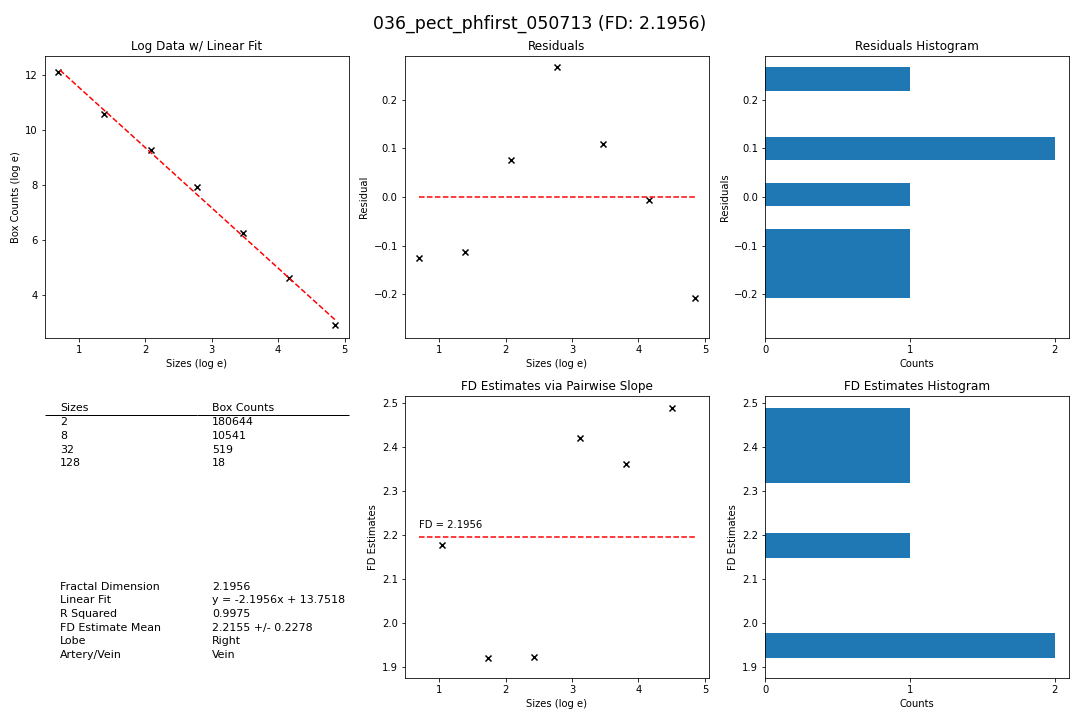 036_pect_phfirst_050713 (FD: 2.1956)
Log Data w/ Linear Fit
Box Counts (log e)
12
10
8
6
4
1 2 3 4 5
Sizes (log e)
Residuals
Residual
0.2
0.1
0.0
−0.1
−0.2
1 2 3 4 5
Sizes (log e)
Residuals Histogram
Residuals
0.2
0.1
0.0
−0.1
−0.2
0 1 2
Counts
Sizes Box Counts
2 180644
8 10541
32 519
128 18
Fractal Dimension 2.1956
Linear Fit y = -2.1956x + 13.7518
R Squared 0.9975
FD Estimate Mean 2.2155 +/- 0.2278
Lobe Right
Artery/Vein Vein
FD Estimates via Pairwise Slope
FD Estimates
2.5
2.4
2.3
2.2
2.1
2.0
1.9
FD = 2.1956
1 2 3 4 5
Sizes (log e)
FD Estimates Histogram
FD Estimates
2.5
2.4
2.3
2.2
2.1
2.0
1.9
0 1 2
Counts